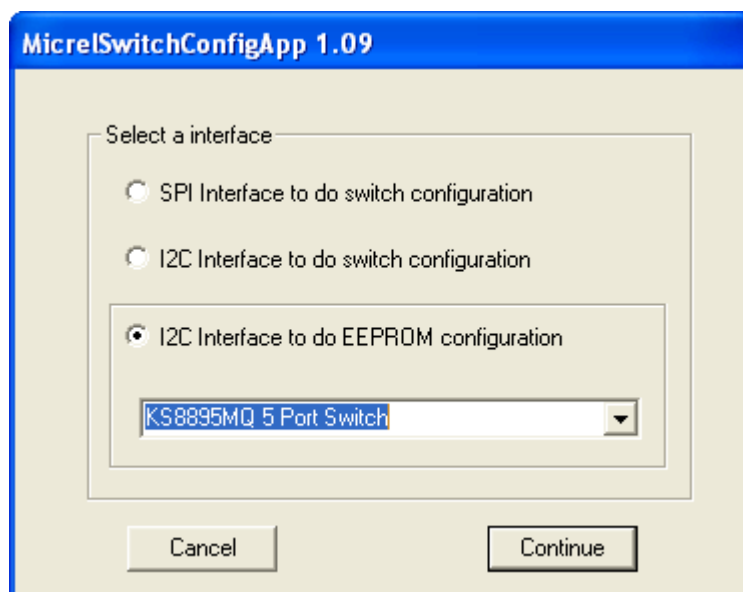 MicrelSwitchConfigApp 1.09
Select a interface
SPI Interface to do switch configuration
I2C Interface to do switch configuration
I2C Interface to do EEPROM configuration
KS8895MQ 5 Port Switch
Cancel
Continue